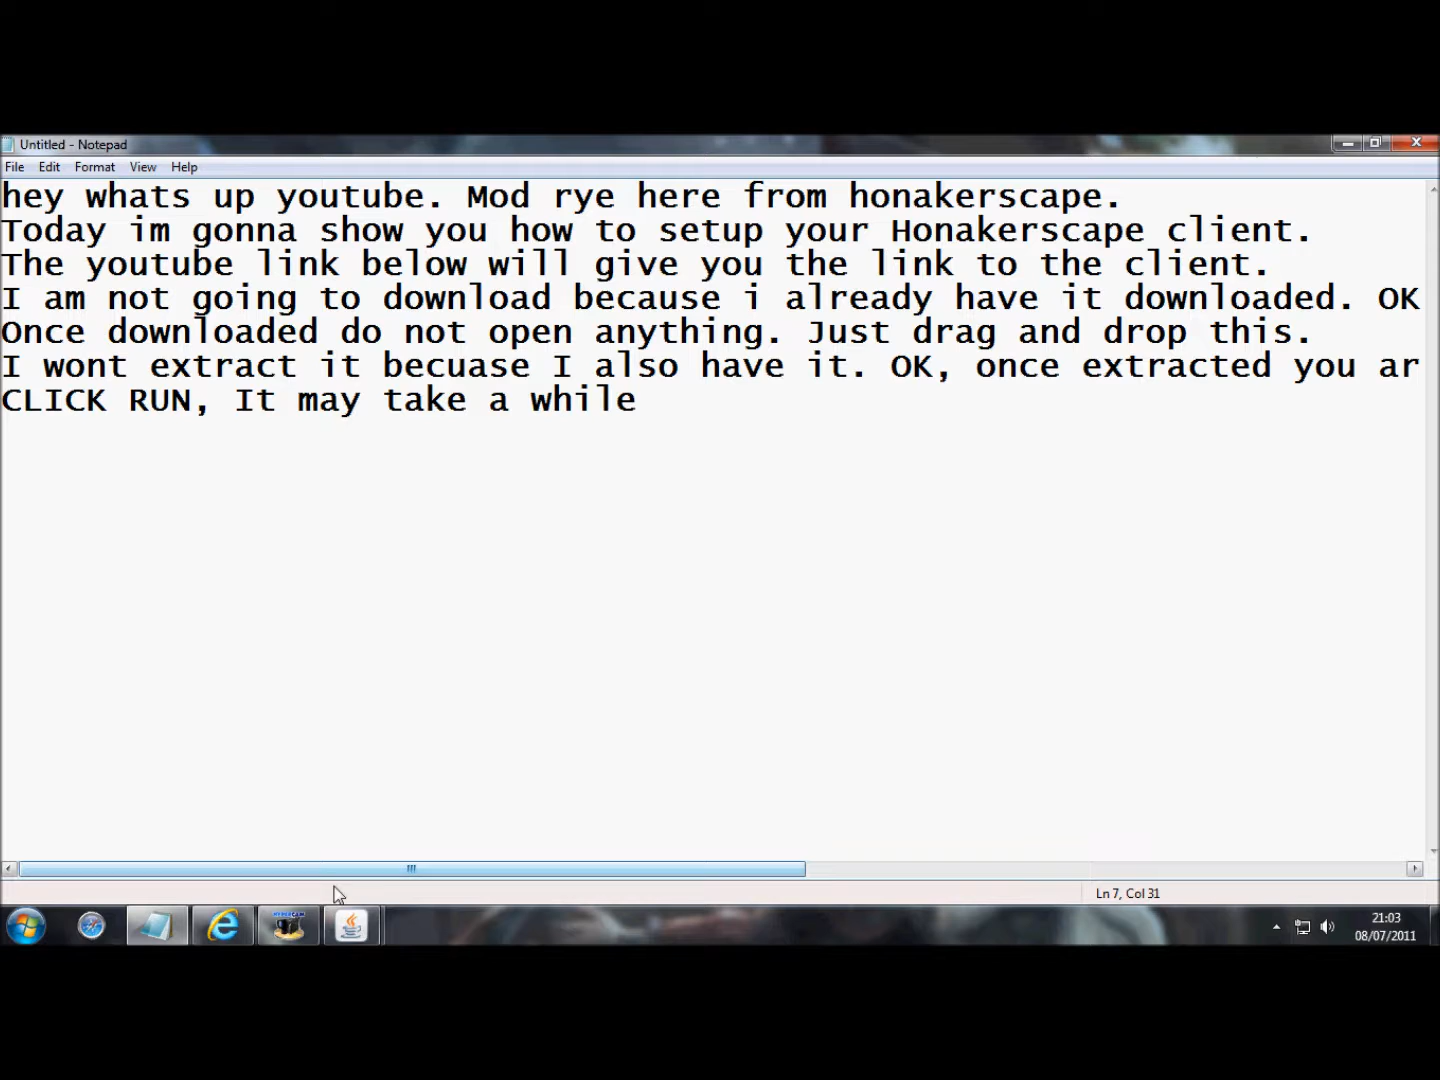 Untitled - Notepad
File Edit Format View Help
hey whats up youtube. Mod rye here from honakerscape.
Today im gonna show you how to setup your Honakerscape client.
The youtube link below will give you the link to the client.
I am not going to download because i already have it downloaded. OK
Once downloaded do not open anything. Just drag and drop this.
I wont extract it becuase I also have it. OK, once extracted you ar
CLICK RUN, It may take a while
Ln 7, Col 31
HYPERCAM
21:03
08/07/2011